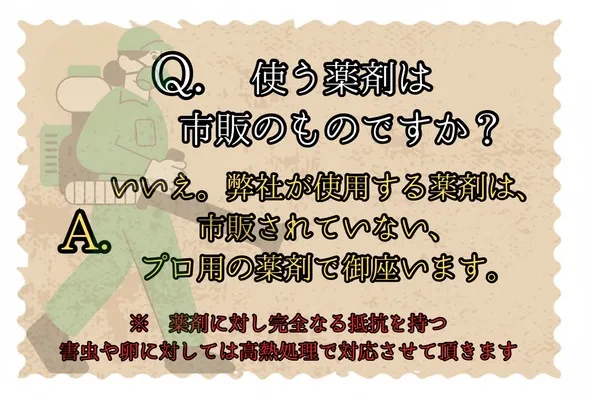 Q. 使う薬剤は
市販のものですか？
いいえ。弊社が使用する薬剤は、
A. 市販されていない、
プロ用の薬剤で御座います。
※ 薬剤に対し完全なる抵抗を持つ
害虫や卵に対しては高熱処理で対応させて頂きます